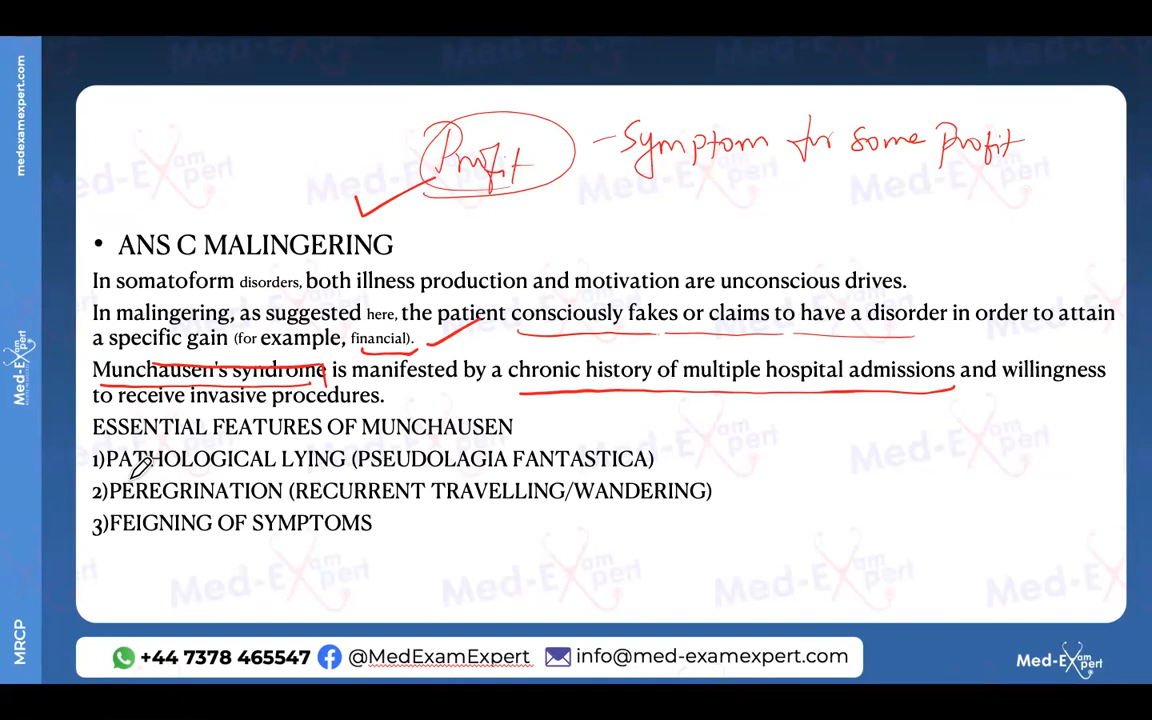 medexamexpert.com
Profit - Symptom for some Profit
• ANS C MALINGERING
In somatoform disorders, both illness production and motivation are unconscious drives.
In malingering, as suggested here, the patient consciously fakes or claims to have a disorder in order to attain
a specific gain (for example, financial).
Munchausen's syndrome is manifested by a chronic history of multiple hospital admissions and willingness
to receive invasive procedures.
ESSENTIAL FEATURES OF MUNCHAUSEN
1)PATHOLOGICAL LYING (PSEUDOLAGIA FANTASTICA)
2)PEREGRINATION (RECURRENT TRAVELLING/WANDERING)
3)FEIGNING OF SYMPTOMS
Med-Exam Expert
MRCP
+44 7378 465547 @MedExamExpert info@med-examexpert.com
Med-Exam Expert